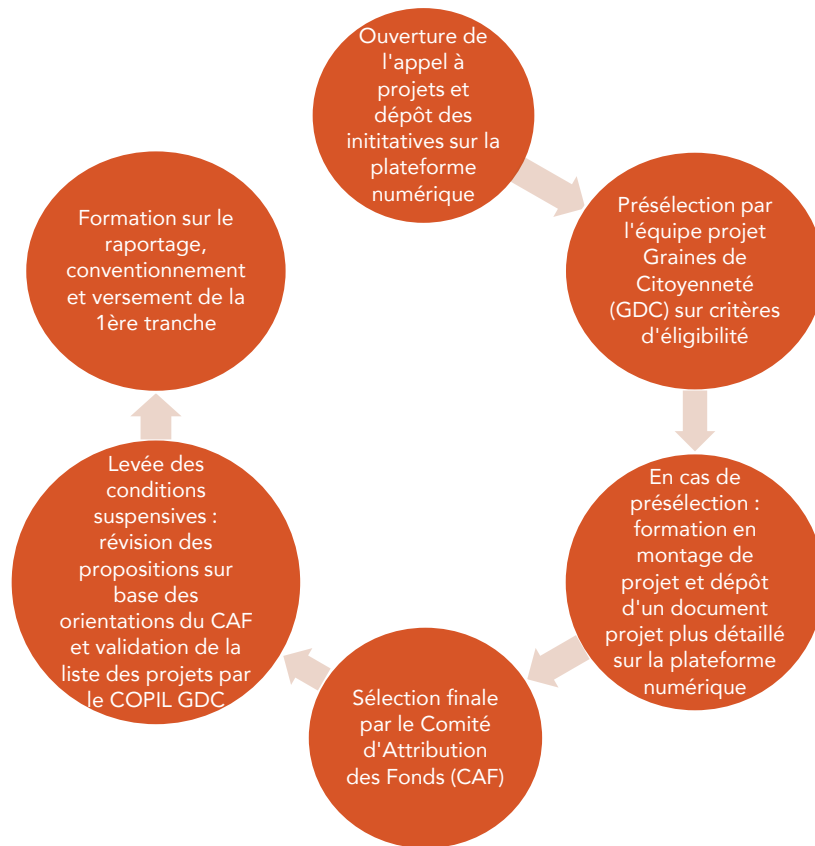 Ouverture de
l'appel à
projets et
dépôt des
inititatives sur la
plateforme
numérique
Présélection par
l'équipe projet
Graines de
Citoyenneté
(GDC) sur critères
d'éligibilité
En cas de
présélection :
formation en
montage de
projet et dépôt
d'un document
projet plus détaillé
sur la plateforme
numérique
Sélection finale
par le Comité
d'Attribution
des Fonds (CAF)
Levée des
conditions
suspensives :
révision des
propositions sur
base des
orientations du CAF
et validation de la
liste des projets par
le COPIL GDC
Formation sur le
raportage,
conventionnement
et versement de la
1ère tranche